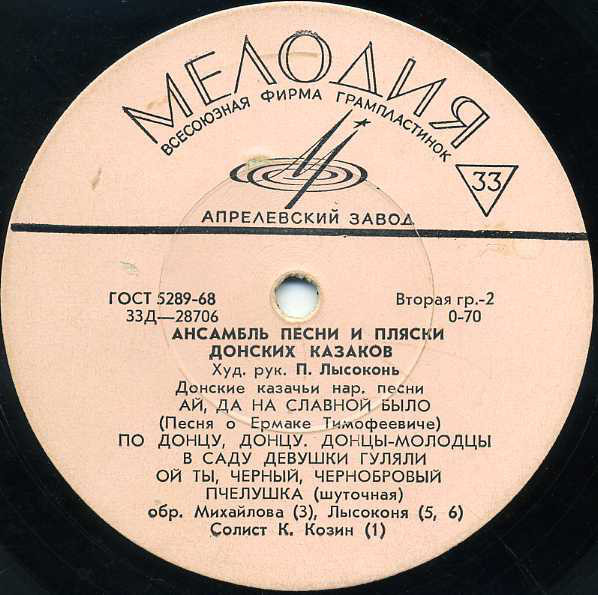 МЕЛОДИЯ
ВСЕСОЮЗНАЯ ФИРМА ГРАМПЛАСТИНОК
33
АПРЕЛЕВСКИЙ ЗАВОД
ГОСТ 5289-68 Вторая гр.-2
33Д—28706 0-70
АНСАМБЛЬ ПЕСНИ И ПЛЯСКИ
ДОНСКИХ КАЗАКОВ
Худ. рук. П. Лысоконь
Донские казачьи нар. песни
АЙ, ДА НА СЛАВНОЙ БЫЛО
(Песня о Ермаке Тимофеевиче)
ПО ДОНЦУ, ДОНЦУ. ДОНЦЫ-МОЛОДЦЫ
В САДУ ДЕВУШКИ ГУЛЯЛИ
ОЙ ТЫ, ЧЕРНЫЙ, ЧЕРНОБРОВЫЙ
ПЧЕЛУШКА (шуточная)
обр. Михайлова (3), Лысоконя (5, 6)
Солист К. Козин (1)